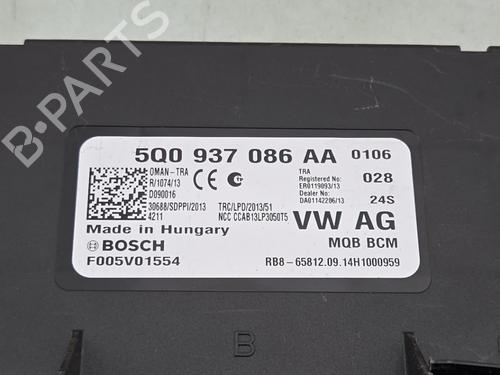 5Q0 937 086 AA 0106
OMAN-TRA
R/1074/13
D090016
30688/SDPPI/2013
4211
TRC/LPD/2013/51
NCC CCAB13LP3050T5
TRA
Registered No:
ER0119093/13
Dealer No:
DA01142206/13
028
24S
Made in Hungary
BOSCH
F005V01554
VW AG
MQB BCM
RB8-65812.09.14H1000959
B
B-PARTS